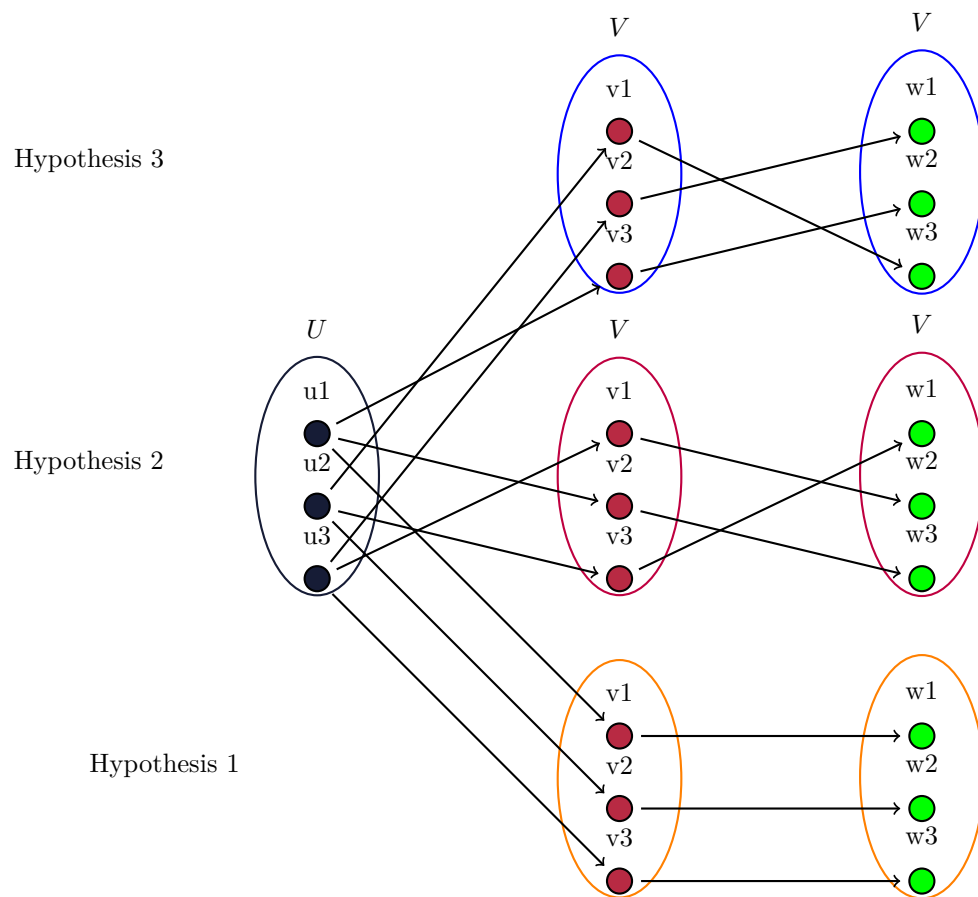 V
V
v1
w1
Hypothesis 3
v2
w2
v3
w3
U
V
V
u1
v1
w1
Hypothesis 2
u2
v2
w2
u3
v3
w3
v1
w1
Hypothesis 1
v2
w2
v3
w3